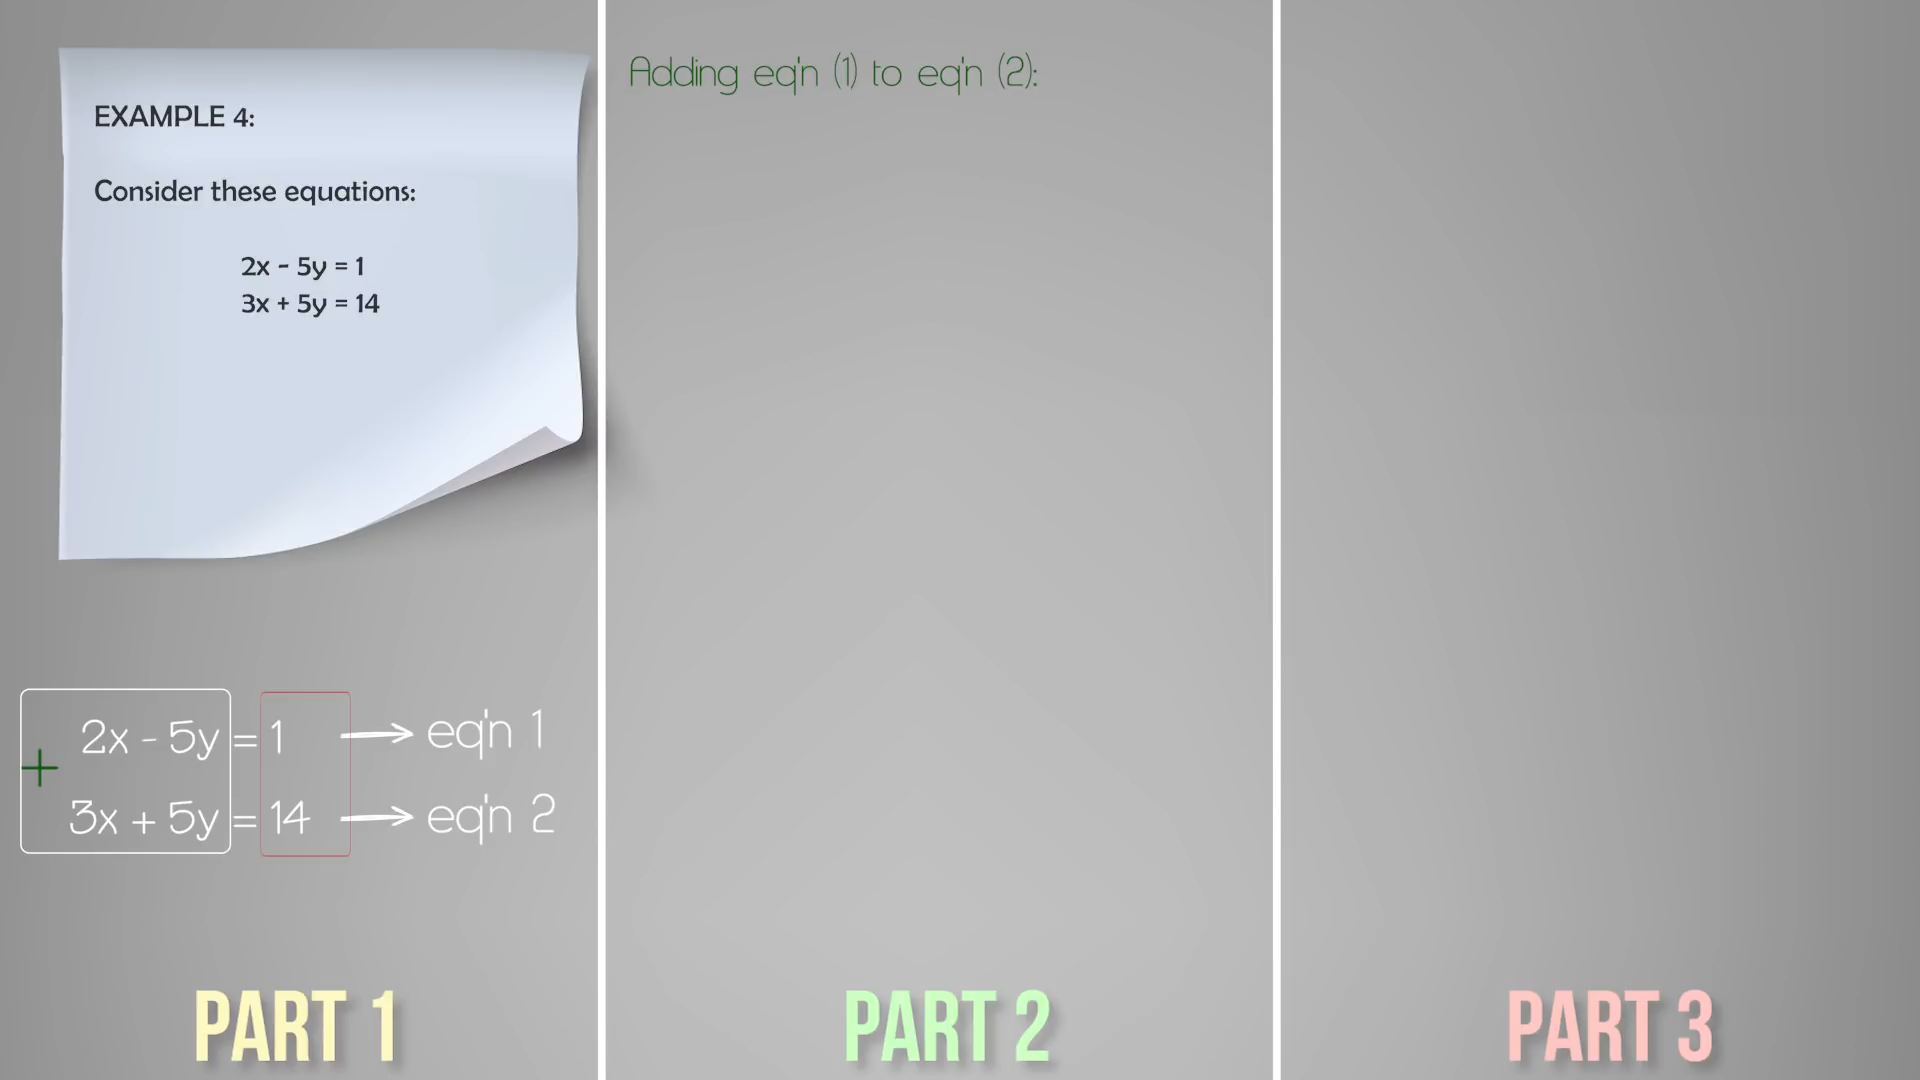 EXAMPLE 4:
Consider these equations:
2x - 5y = 1
3x + 5y = 14
2x - 5y = 1 → eq'n 1
+
3x + 5y = 14 → eq'n 2
PART 1
Adding eq'n (1) to eq'n (2):
PART 2
PART 3